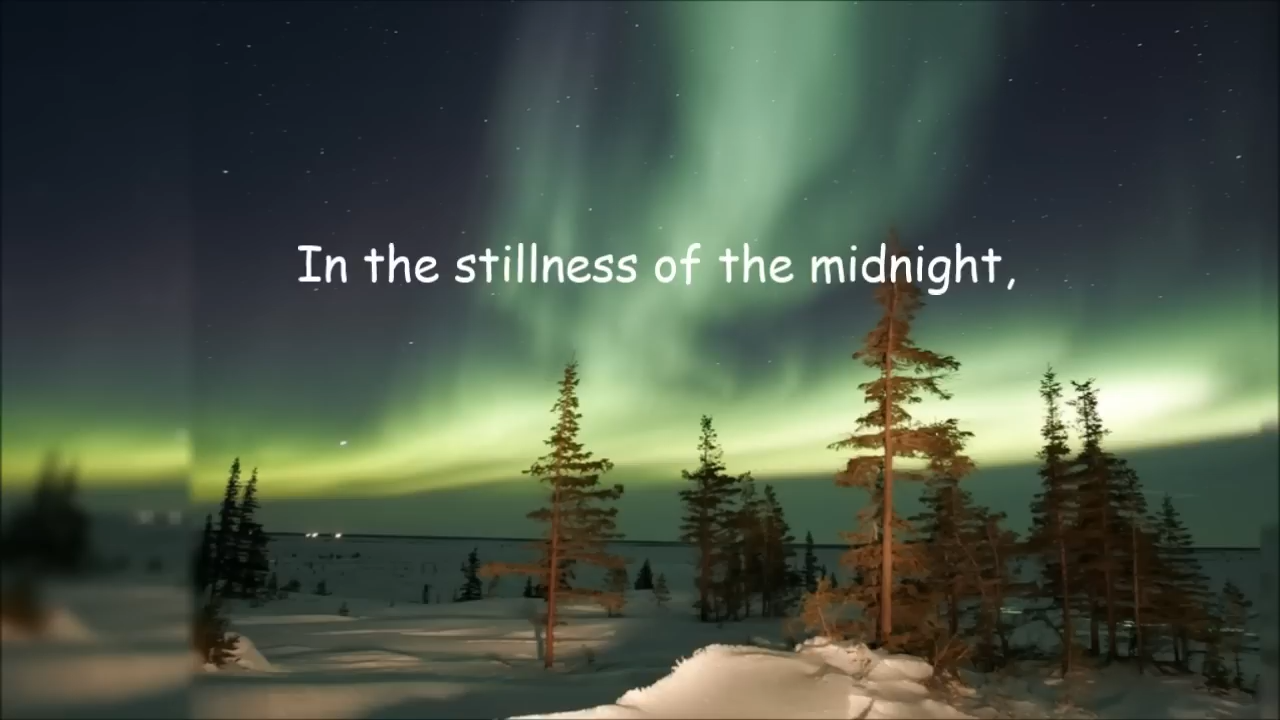 In the stillness of the midnight,